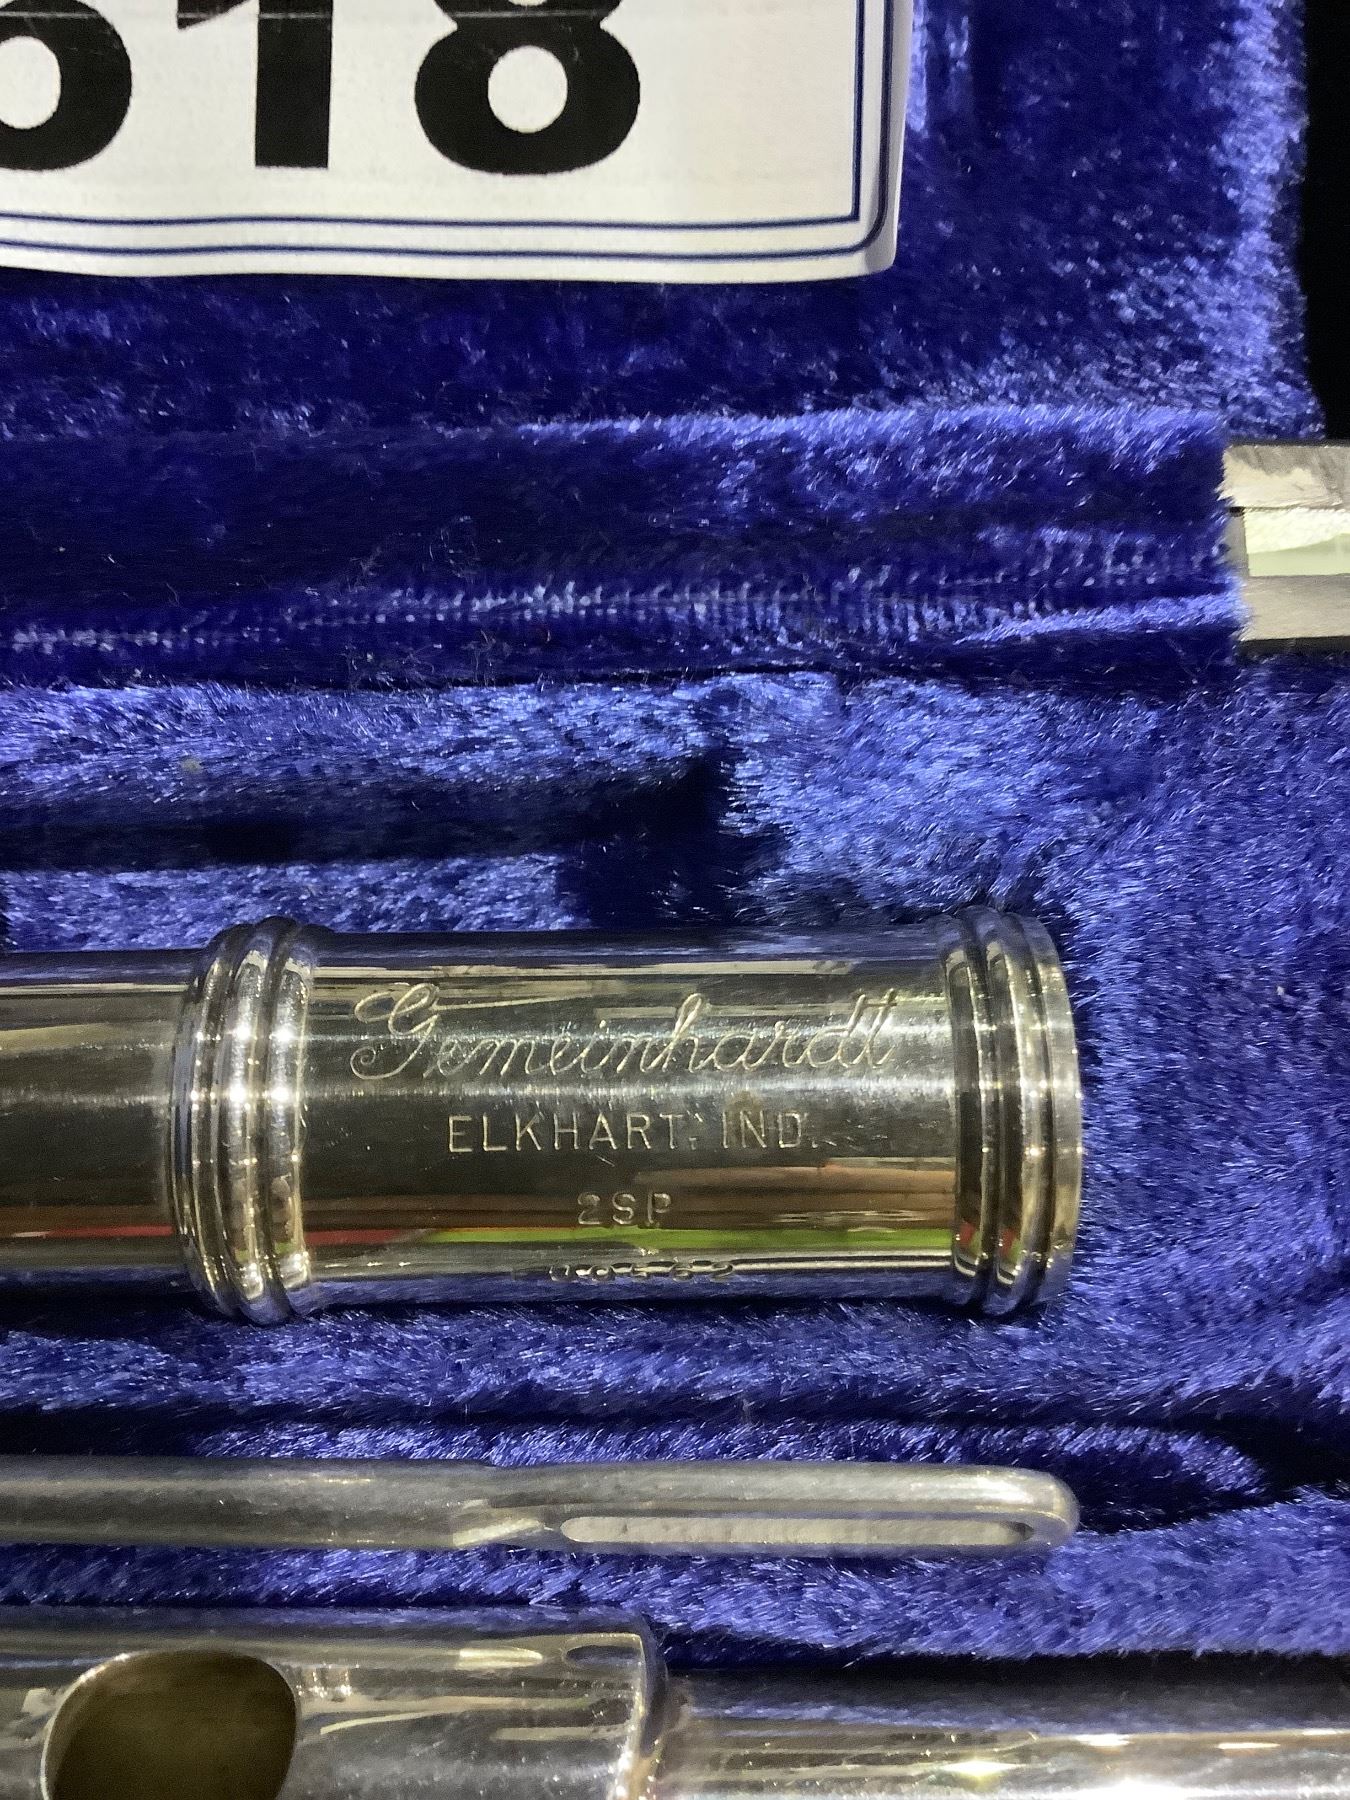 618
Gemeinhardt
ELKHART. IND.
2SP